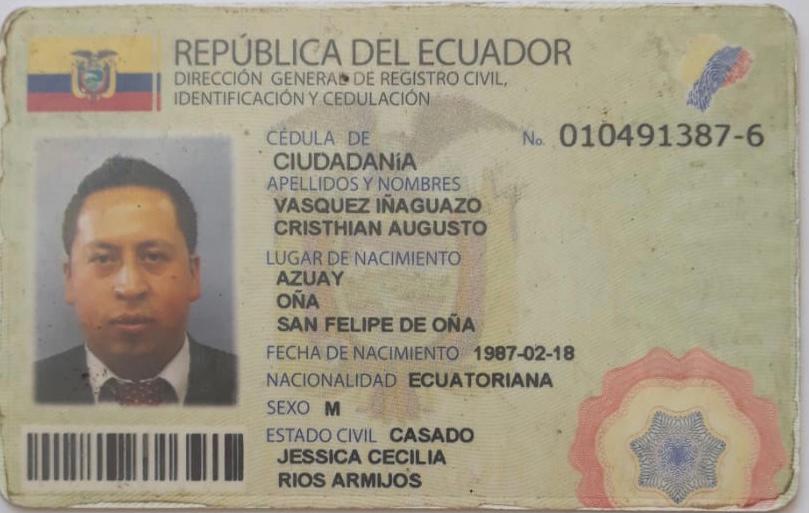 REPÚBLICA DEL ECUADOR
DIRECCIÓN GENERAL DE REGISTRO CIVIL,
IDENTIFICACIÓN Y CEDULACIÓN
CÉDULA DE No. 010491387-6
CIUDADANíA
APELLIDOS Y NOMBRES
VASQUEZ IÑAGUAZO
CRISTHIAN AUGUSTO
LUGAR DE NACIMIENTO
AZUAY
OÑA
SAN FELIPE DE OÑA
FECHA DE NACIMIENTO 1987-02-18
NACIONALIDAD ECUATORIANA
SEXO M
ESTADO CIVIL CASADO
JESSICA CECILIA
RIOS ARMIJOS